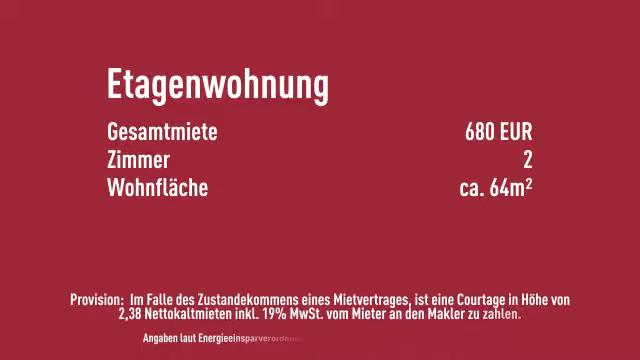 Etagenwohnung
Gesamtmiete 680 EUR
Zimmer 2
Wohnfläche ca. 64m²
Provision: Im Falle des Zustandekommens eines Mietvertrages, ist eine Courtage in Höhe von
2,38 Nettokaltmieten inkl. 19% MwSt. vom Mieter an den Makler zu zahlen.
Angaben laut